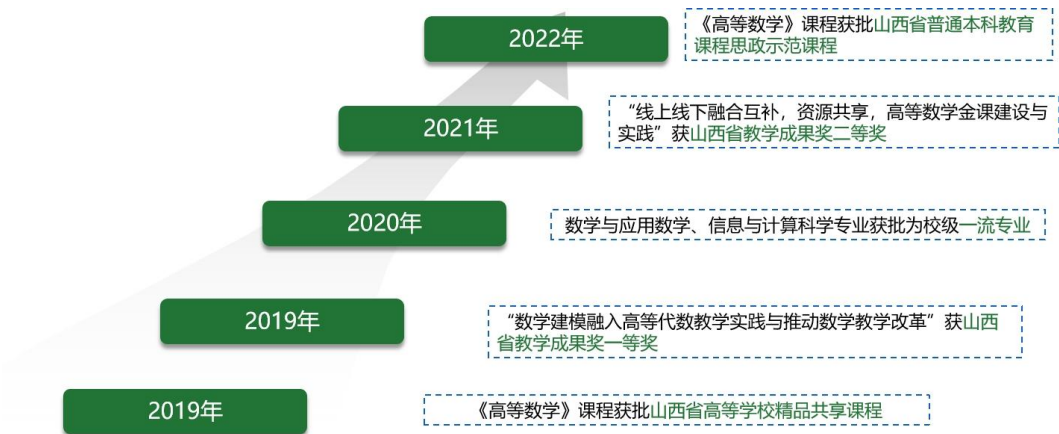 2022年
《高等数学》课程获批山西省普通本科教育
课程思政示范课程
2021年
“线上线下融合互补，资源共享，高等数学金课建设与
实践”获山西省教学成果奖二等奖
2020年
数学与应用数学、信息与计算科学专业获批为校级一流专业
2019年
“数学建模融入高等代数教学实践与推动数学教学改革”获山西
省教学成果奖一等奖
2019年
《高等数学》课程获批山西省高等学校精品共享课程